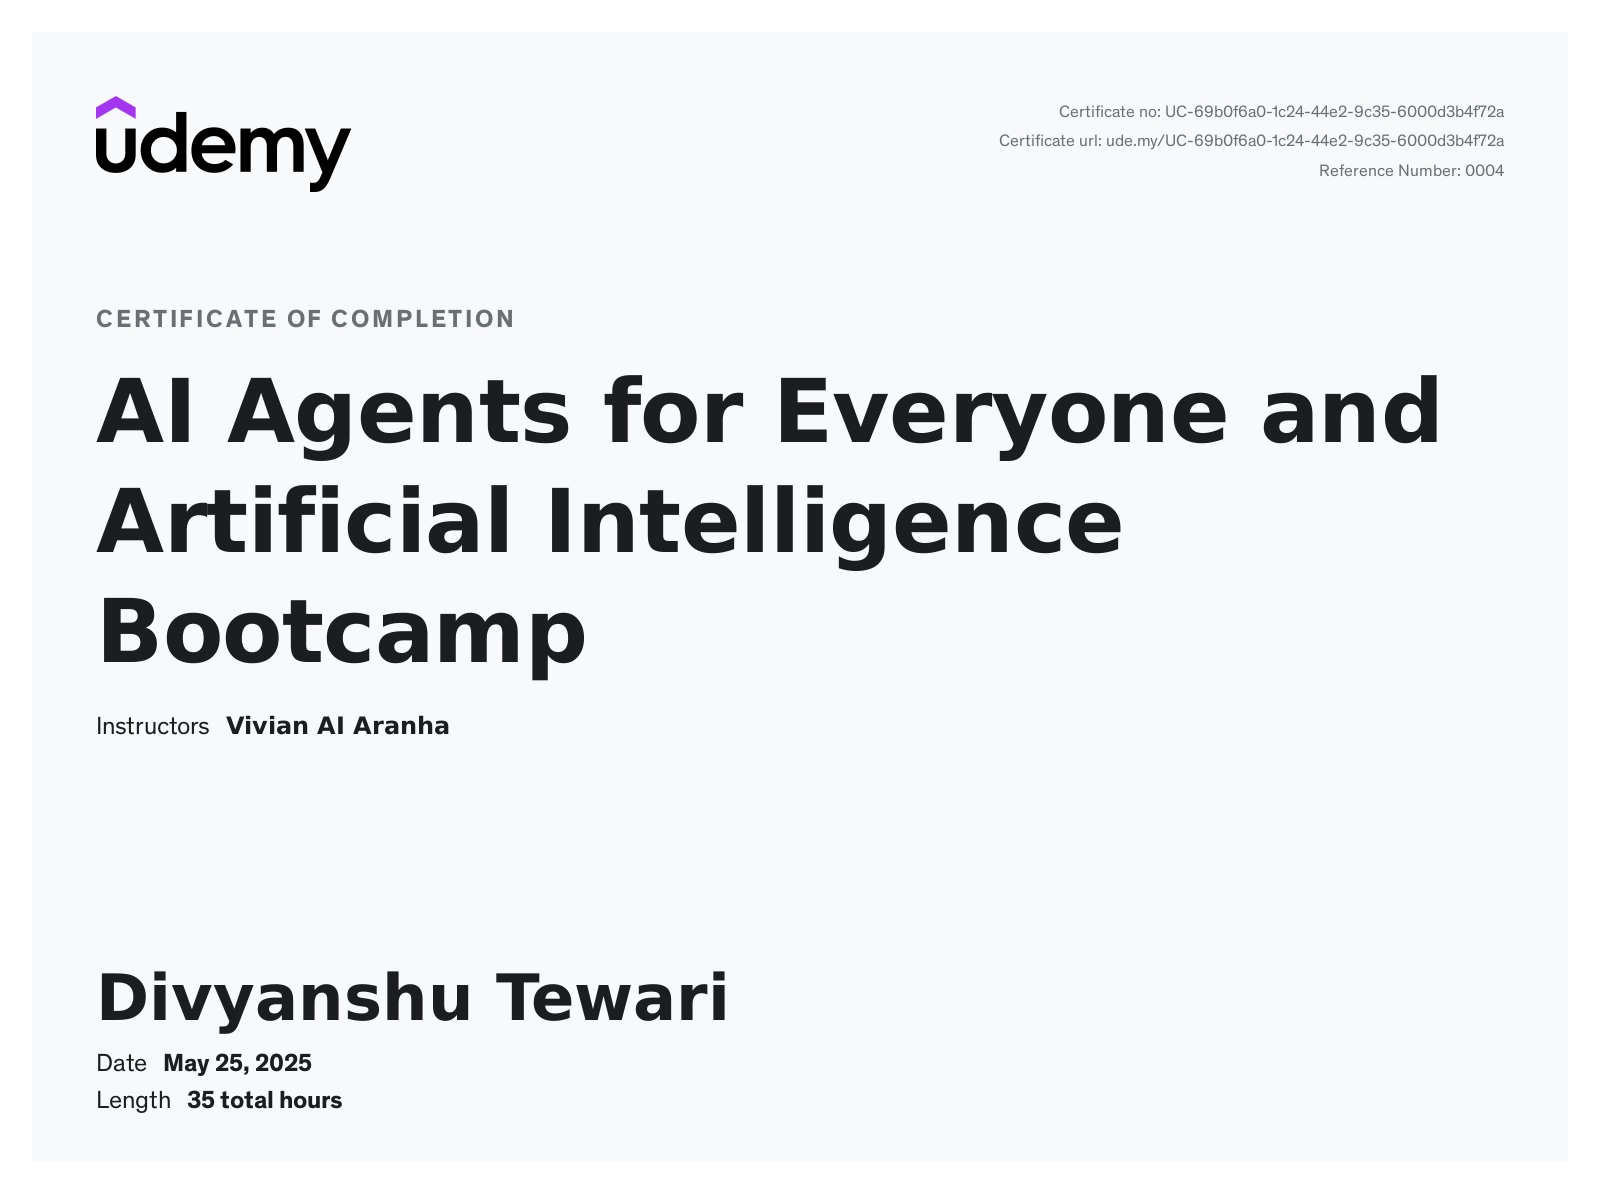 udemy
Certificate no: UC-69b0f6a0-1c24-44e2-9c35-6000d3b4f72a
Certificate url: ude.my/UC-69b0f6a0-1c24-44e2-9c35-6000d3b4f72a
Reference Number: 0004
CERTIFICATE OF COMPLETION
AI Agents for Everyone and
Artificial Intelligence
Bootcamp
Instructors Vivian AI Aranha
Divyanshu Tewari
Date May 25, 2025
Length 35 total hours